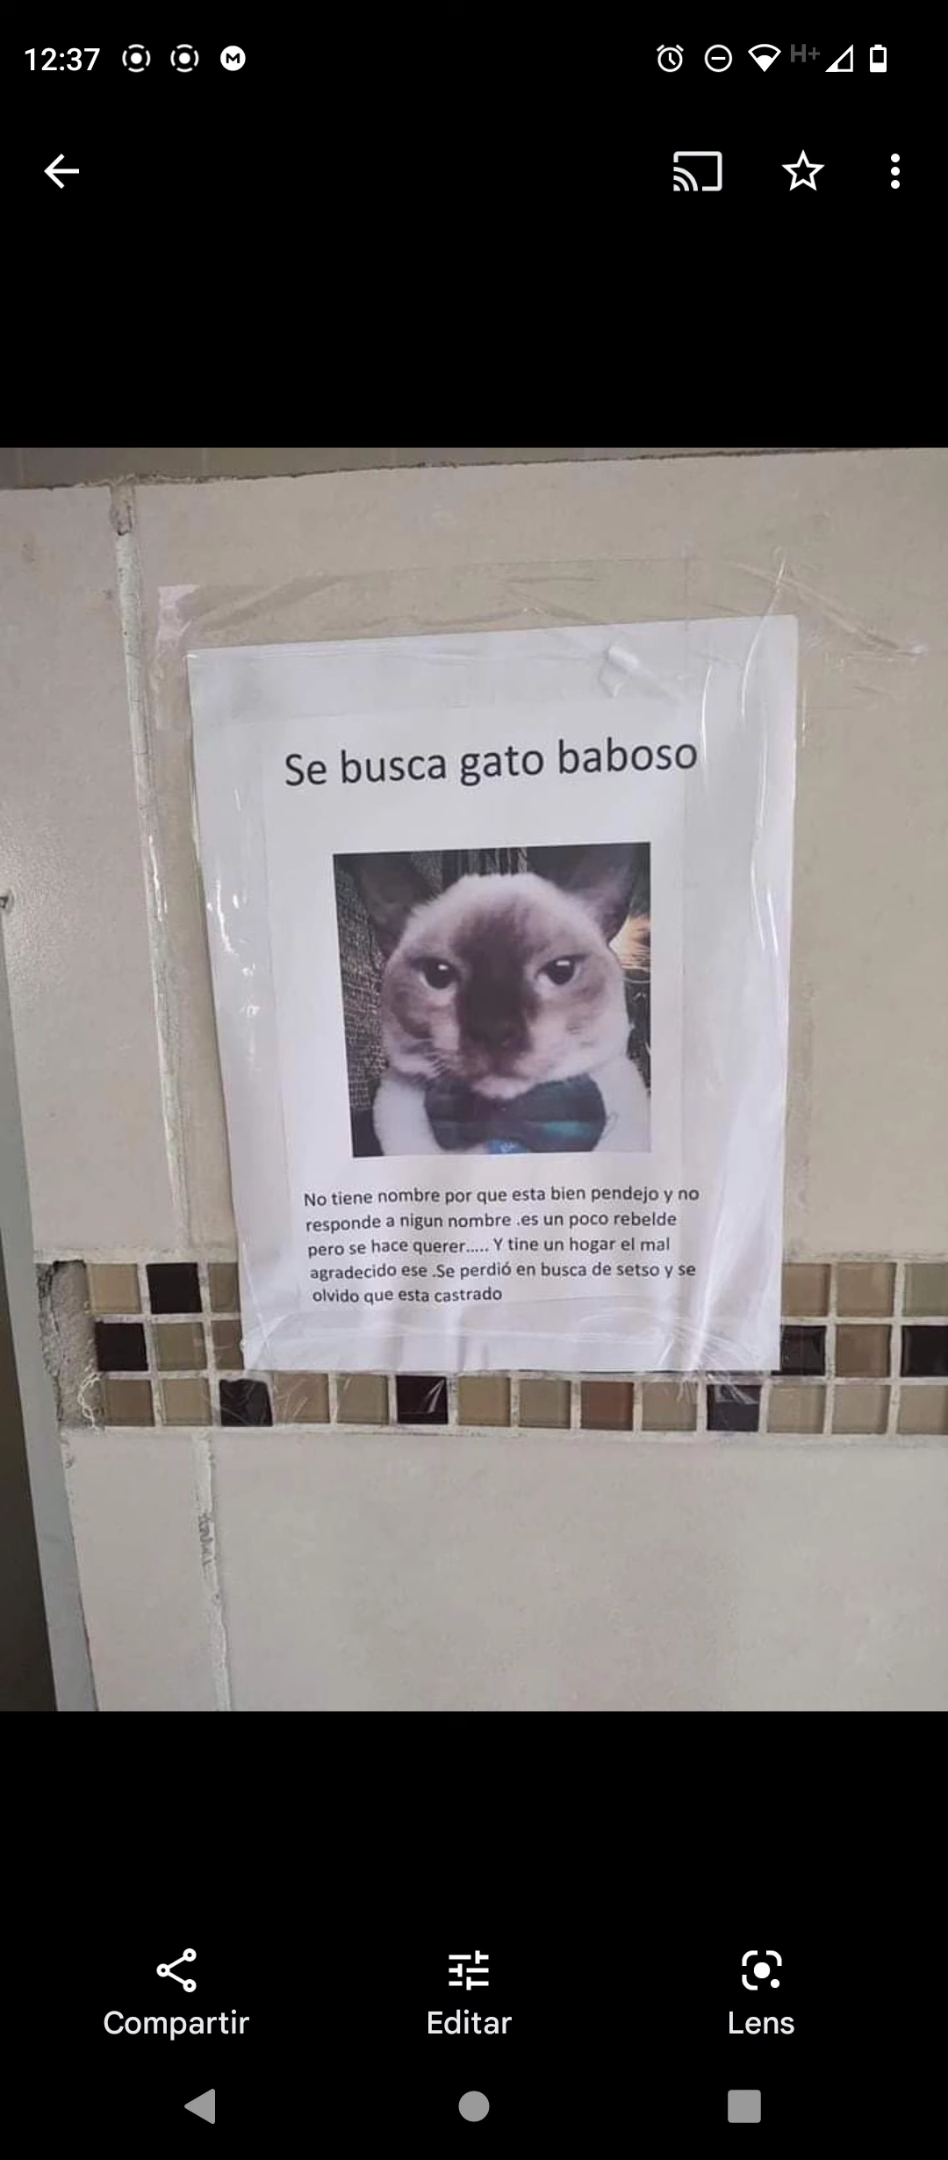 12:37
H+
Se busca gato baboso
No tiene nombre por que esta bien pendejo y no
responde a nigun nombre .es un poco rebelde
pero se hace querer..... Y tine un hogar el mal
agradecido ese .Se perdió en busca de setso y se
olvido que esta castrado
Compartir
Editar
Lens